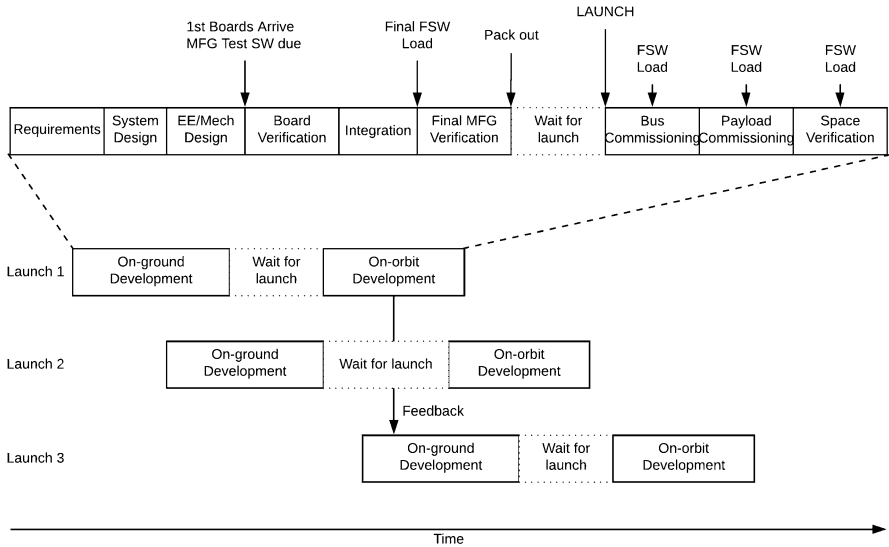 LAUNCH
1st Boards Arrive
MFG Test SW due
Final FSW
Load
Pack out
FSW
Load
FSW
Load
FSW
Load
Requirements
System
Design
EE/Mech
Design
Board
Verification
Integration
Final MFG
Verification
Wait for
launch
Bus
Commissioning
Payload
Commissioning
Space
Verification
Launch 1
On-ground
Development
Wait for
launch
On-orbit
Development
Launch 2
On-ground
Development
Wait for launch
On-orbit
Development
Feedback
Launch 3
On-ground
Development
Wait for
launch
On-orbit
Development
Time